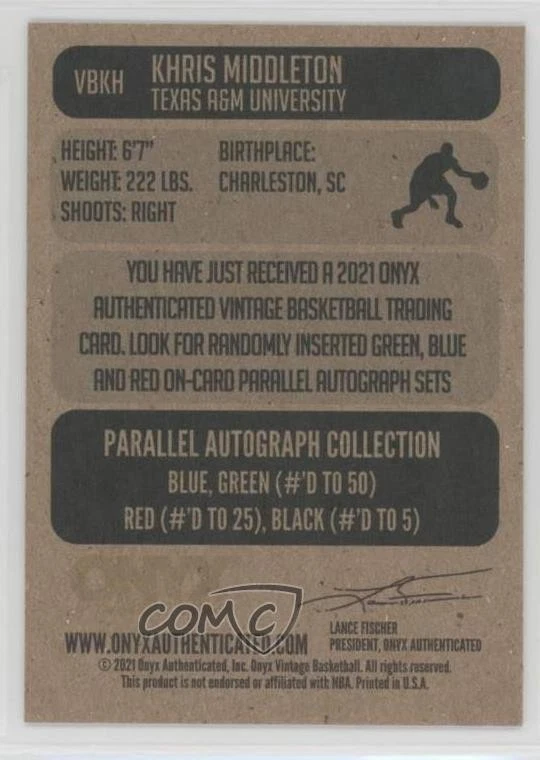 VBKH KHRIS MIDDLETON
TEXAS A&M UNIVERSITY
HEIGHT: 6'7"
WEIGHT: 222 LBS.
SHOOTS: RIGHT
BIRTHPLACE:
CHARLESTON, SC
YOU HAVE JUST RECEIVED A 2021 ONYX
AUTHENTICATED VINTAGE BASKETBALL TRADING
CARD. LOOK FOR RANDOMLY INSERTED GREEN, BLUE
AND RED ON-CARD PARALLEL AUTOGRAPH SETS
PARALLEL AUTOGRAPH COLLECTION
BLUE, GREEN (#'D TO 50)
RED (#'D TO 25), BLACK (#'D TO 5)
ONYX
COMC
WWW.ONYXAUTHENTICATED.COM
LANCE FISCHER
PRESIDENT, ONYX AUTHENTICATED
© 2021 Onyx Authenticated, Inc. Onyx Vintage Basketball. All rights reserved.
This product is not endorsed or affiliated with NBA. Printed in U.S.A.